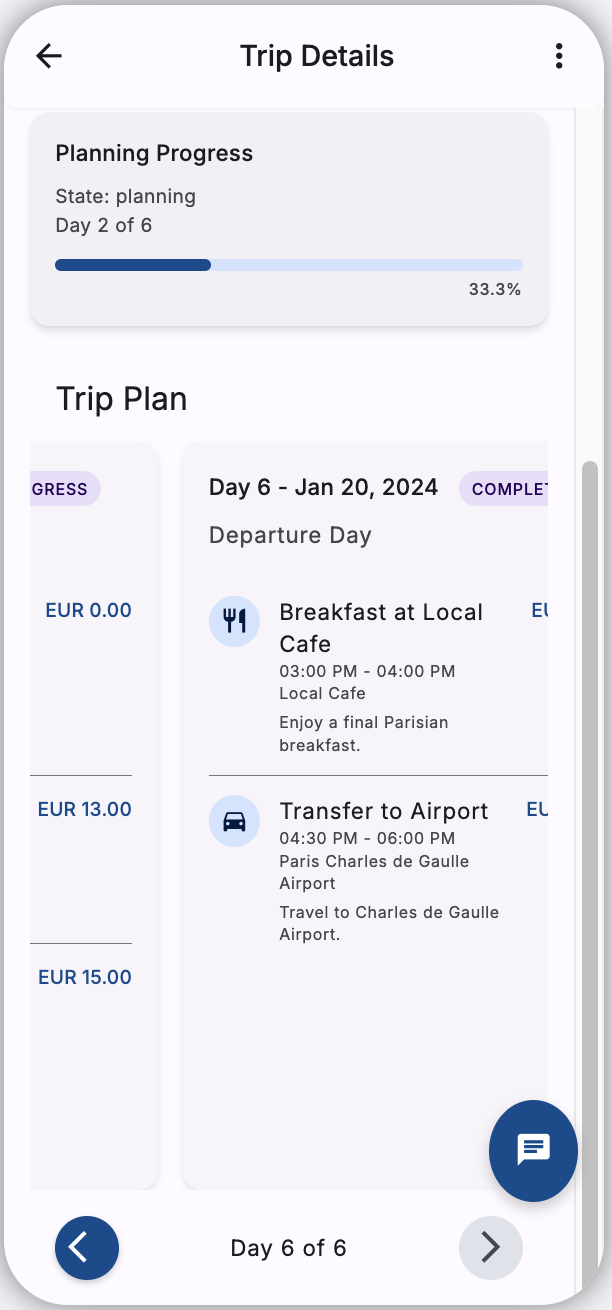 Trip Details
Planning Progress
State: planning
Day 2 of 6
33.3%
Trip Plan
GRESS
EUR 0.00
EUR 13.00
EUR 15.00
Day 6 - Jan 20, 2024
COMPLET
Departure Day
Breakfast at Local
Cafe
EU
03:00 PM - 04:00 PM
Local Cafe
Enjoy a final Parisian
breakfast.
Transfer to Airport
EU
04:30 PM - 06:00 PM
Paris Charles de Gaulle
Airport
Travel to Charles de Gaulle
Airport.
Day 6 of 6